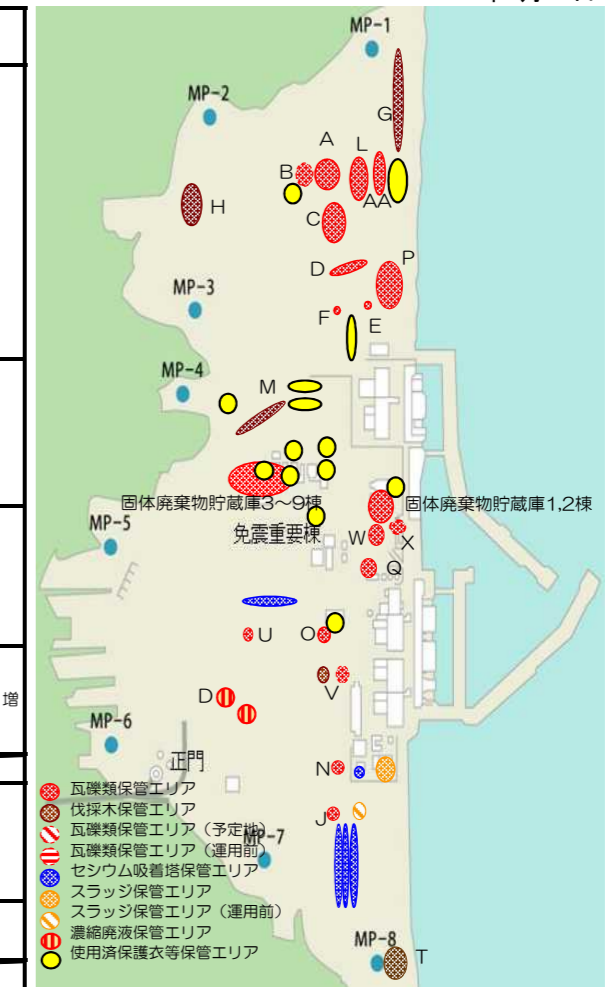 MP-1
MP-2
G
A
L
B
AA
H
C
D
P
MP-3
F
E
MP-4
M
固体廃棄物貯蔵庫3～9棟
固体廃棄物貯蔵庫1,2棟
MP-5
免震重要棟
W
X
Q
U
O
V
増
D
MP-6
正門
N
瓦礫類保管エリア
伐採木保管エリア
J
瓦礫類保管エリア（予定地）
瓦礫類保管エリア（運用前）
MP-7
セシウム吸着塔保管エリア
スラッジ保管エリア
スラッジ保管エリア（運用前）
濃縮廃液保管エリア
使用済保護衣等保管エリア
MP-8
T